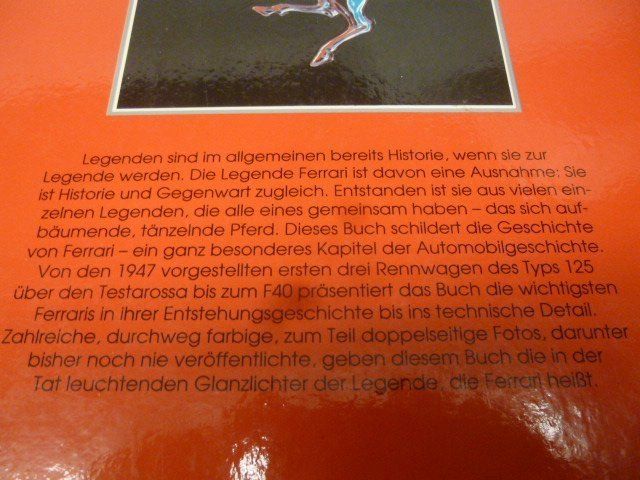 Legenden sind im allgemeinen bereits Historie, wenn sie zur
Legende werden. Die Legende Ferrari ist davon eine Ausnahme: Sie
ist Historie und Gegenwart zugleich. Entstanden ist sie aus vielen ein-
zelnen Legenden, die alle eines gemeinsam haben – das sich auf-
bäumende, tänzelnde Pferd. Dieses Buch schildert die Geschichte
von Ferrari – ein ganz besonderes Kapitel der Automobilgeschichte.
Von den 1947 vorgestellten ersten drei Rennwagen des Typs 125
über den Testarossa bis zum F40 präsentiert das Buch die wichtigsten
Ferraris in ihrer Entstehungsgeschichte bis ins technische Detail.
Zahlreiche, durchweg farbige, zum Teil doppelseitige Fotos, darunter
bisher noch nie veröffentlichte, geben diesem Buch die in der
Tat leuchtenden Glanzlichter der Legende, die Ferrari heißt.